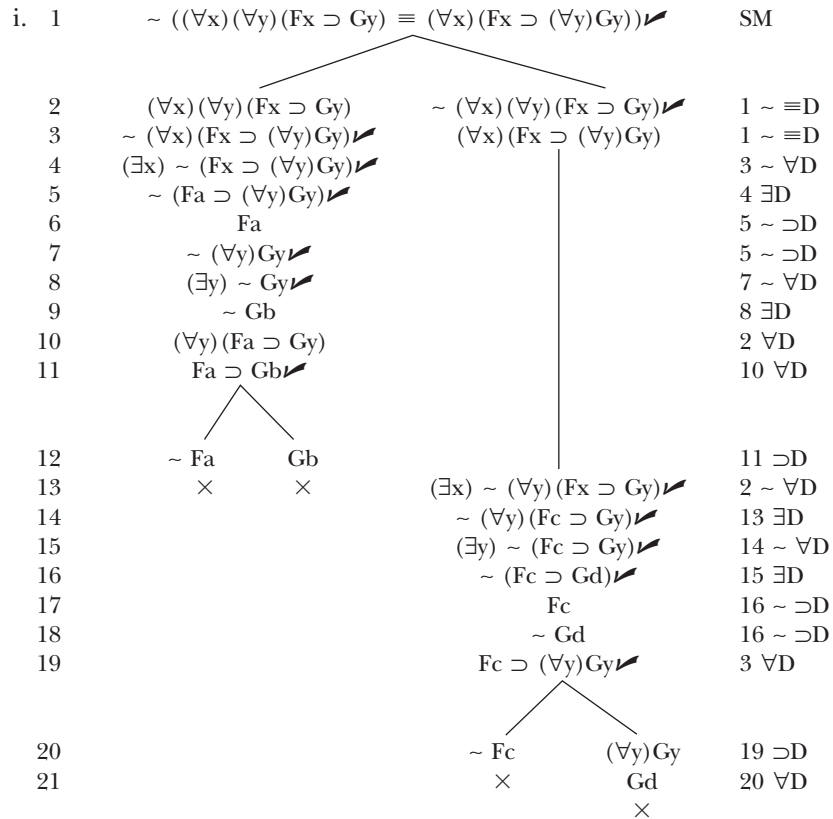 i. 1 ~ ((∀x)(∀y)(Fx ⊃ Gy) ≡ (∀x)(Fx ⊃ (∀y)Gy))✔ SM
2 (∀x)(∀y)(Fx ⊃ Gy) ~ (∀x)(∀y)(Fx ⊃ Gy)✔ 1 ~ ≡D
3 ~ (∀x)(Fx ⊃ (∀y)Gy)✔ (∀x)(Fx ⊃ (∀y)Gy) 1 ~ ≡D
4 (∃x) ~ (Fx ⊃ (∀y)Gy)✔ 3 ~ ∀D
5 ~ (Fa ⊃ (∀y)Gy)✔ 4 ∃D
6 Fa 5 ~ ⊃D
7 ~ (∀y)Gy✔ 5 ~ ⊃D
8 (∃y) ~ Gy✔ 7 ~ ∀D
9 ~ Gb 8 ∃D
10 (∀y)(Fa ⊃ Gy) 2 ∀D
11 Fa ⊃ Gb✔ 10 ∀D
12 ~ Fa Gb 11 ⊃D
13 × × (∃x) ~ (∀y)(Fx ⊃ Gy)✔ 2 ~ ∀D
14 ~ (∀y)(Fc ⊃ Gy)✔ 13 ∃D
15 (∃y) ~ (Fc ⊃ Gy)✔ 14 ~ ∀D
16 ~ (Fc ⊃ Gd)✔ 15 ∃D
17 Fc 16 ~ ⊃D
18 ~ Gd 16 ~ ⊃D
19 Fc ⊃ (∀y)Gy✔ 3 ∀D
20 ~ Fc (∀y)Gy 19 ⊃D
21 × Gd 20 ∀D
×